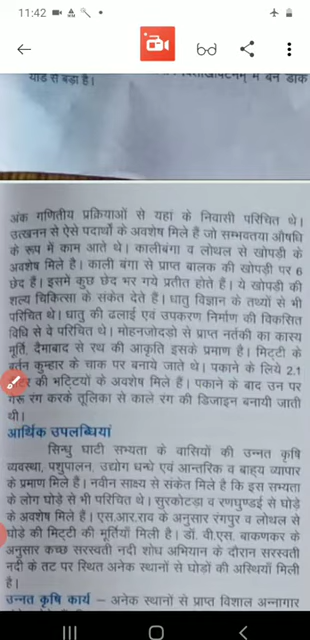 11:42
यार्ड से बड़ा है।
में बने डाक
अंक गणितीय प्रक्रियाओं से यहां के निवासी परिचित थे।
उत्खनन से ऐसे पदार्थो के अवशेष मिले हैं जो सम्भवतया औषधि
के रूप में काम आते थे। कालीबंगा व लोथल से खोपड़ी के
अवशेष मिले है। काली बंगा से प्राप्त बालक की खोपड़ी पर 6
छेद हैं। इसमें कुछ छेद भर गये प्रतीत होते हैं। ये खोपड़ी की
शल्य चिकित्सा के संकेत देते हैं। धातु विज्ञान के तथ्यों से भी
परिचित थे। धातु की ढलाई एवं उपकरण निर्माण की विकसित
विधि से वे परिचित थे। मोहनजोदड़ो से प्राप्त नर्तकी का कास्य
मूर्ति, दैमाबाद से रथ की आकृति इसके प्रमाण है। मिट्टी के
बर्तन कुम्हार के चाक पर बनाये जाते थे। पकाने के लिये 2.1
की भट्टियों के अवशेष मिले हैं। पकाने के बाद उन पर
गेरू रंग करके तूलिका से काले रंग की डिजाइन बनायी जाती
थी।
आर्थिक उपलब्धियां
सिन्धु घाटी सभ्यता के वासियों की उन्नत कृषि
व्यवस्था, पशुपालन, उद्योग धन्धे एवं आन्तरिक व बाहय व्यापार
के प्रमाण मिले हैं। नवीन साक्ष्य से संकेत मिले है कि इस सभ्यता
के लोग घोड़े से भी परिचित थे। सुरकोटड़ा व रणघुण्डई से घोड़े
के अवशेष मिले हैं। एस.आर.राव के अनुसार रंगपुर व लोथल से
घोड़े की मिट्टी की मूर्तियाँ मिली है। डॉ. वी.एस. बाकणकर के
अनुसार कच्छ सरस्वती नदी शोध अभियान के दौरान सरस्वती
नदी के तट पर स्थित अनेक स्थानों से घोड़ों की अस्थियाँ मिली
है।
उन्नत कृषि कार्य – अनेक स्थानों से प्राप्त विशाल अन्नागार